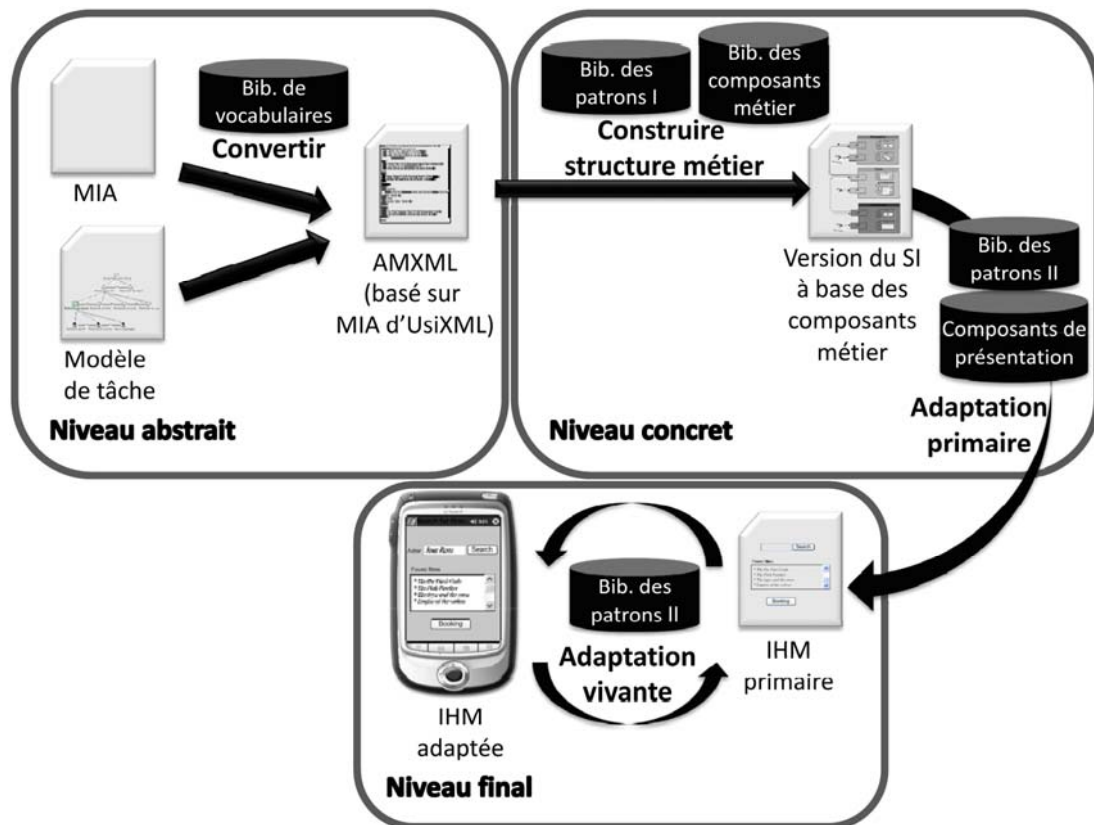 MIA
Bib. de
vocabulaires
Convertir
Modèle
de tâche
AMXML
(basé sur
MIA d'UsiXML)
Niveau abstrait
Bib. des
patrons I
Bib. des
composants
métier
Construire
structure métier
Version du SI
à base des
composants
métier
Bib. des
patrons II
Composants de
présentation
Adaptation
primaire
Niveau concret
Search
Booking
IHM
adaptée
Bib. des
patrons II
Adaptation
vivante
Search
Booking
IHM
primaire
Niveau final